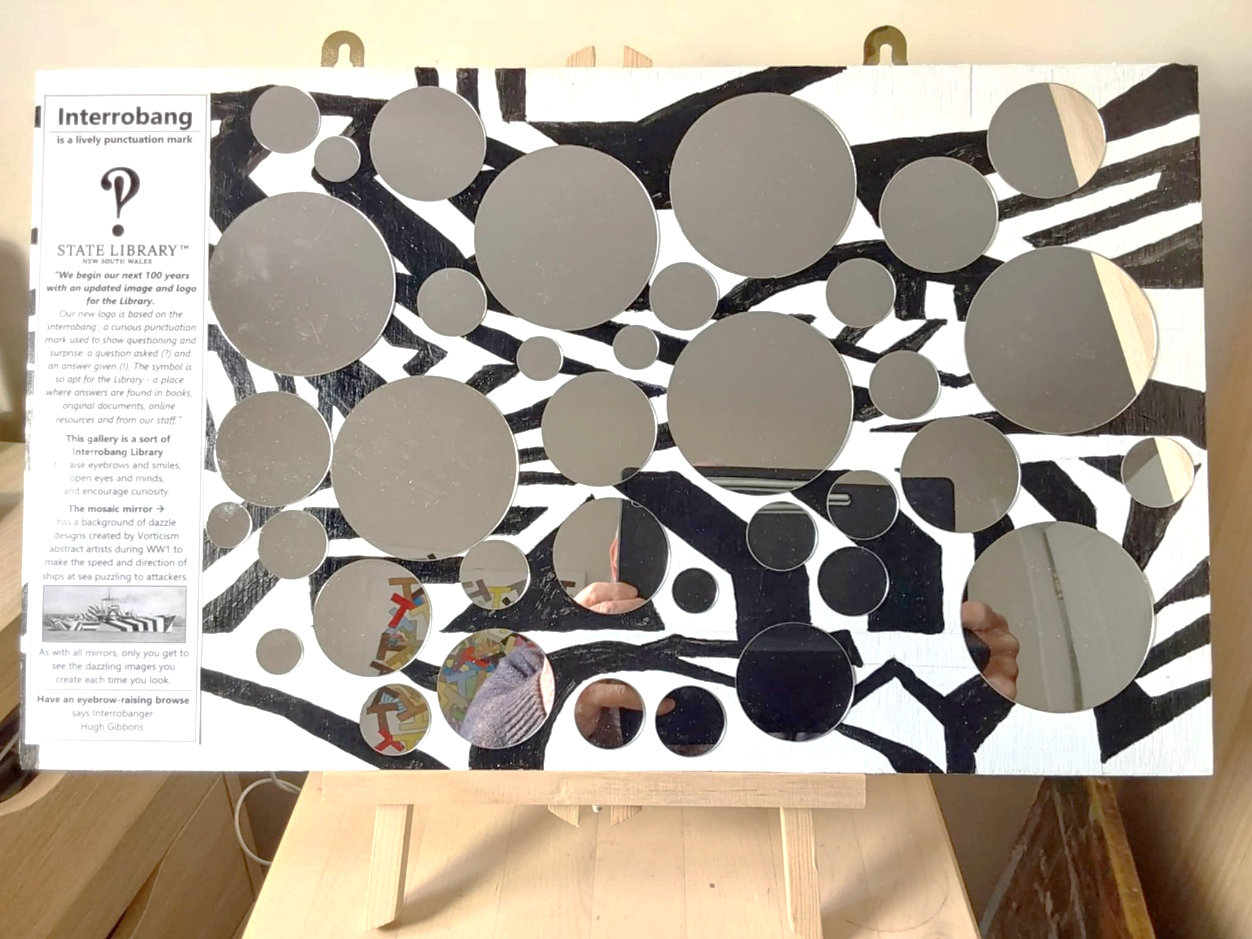 Interrobang
is a lively punctuation mark
STATE LIBRARY™
NEW SOUTH WALES
"We begin our next 100 years
with an updated image and logo
for the Library.
Our new logo is based on the
'interrobang', a curious punctuation
mark used to show questioning and
surprise: a question asked (?) and
an answer given (!). The symbol is
so apt for the Library - a place
where answers are found in books,
original documents, online
resources and from our staff."
This gallery is a sort of
Interrobang Library
aise eyebrows and smiles,
open eyes and minds,
and encourage curiosity.
The mosaic mirror →
has a background of dazzle
designs created by Vorticism
abstract artists during WW1 to
make the speed and direction of
ships at sea puzzling to attackers.
As with all mirrors, only you get to
see the dazzling images you
create each time you look.
Have an eyebrow-raising browse
says Interrobanger
Hugh Gibbons